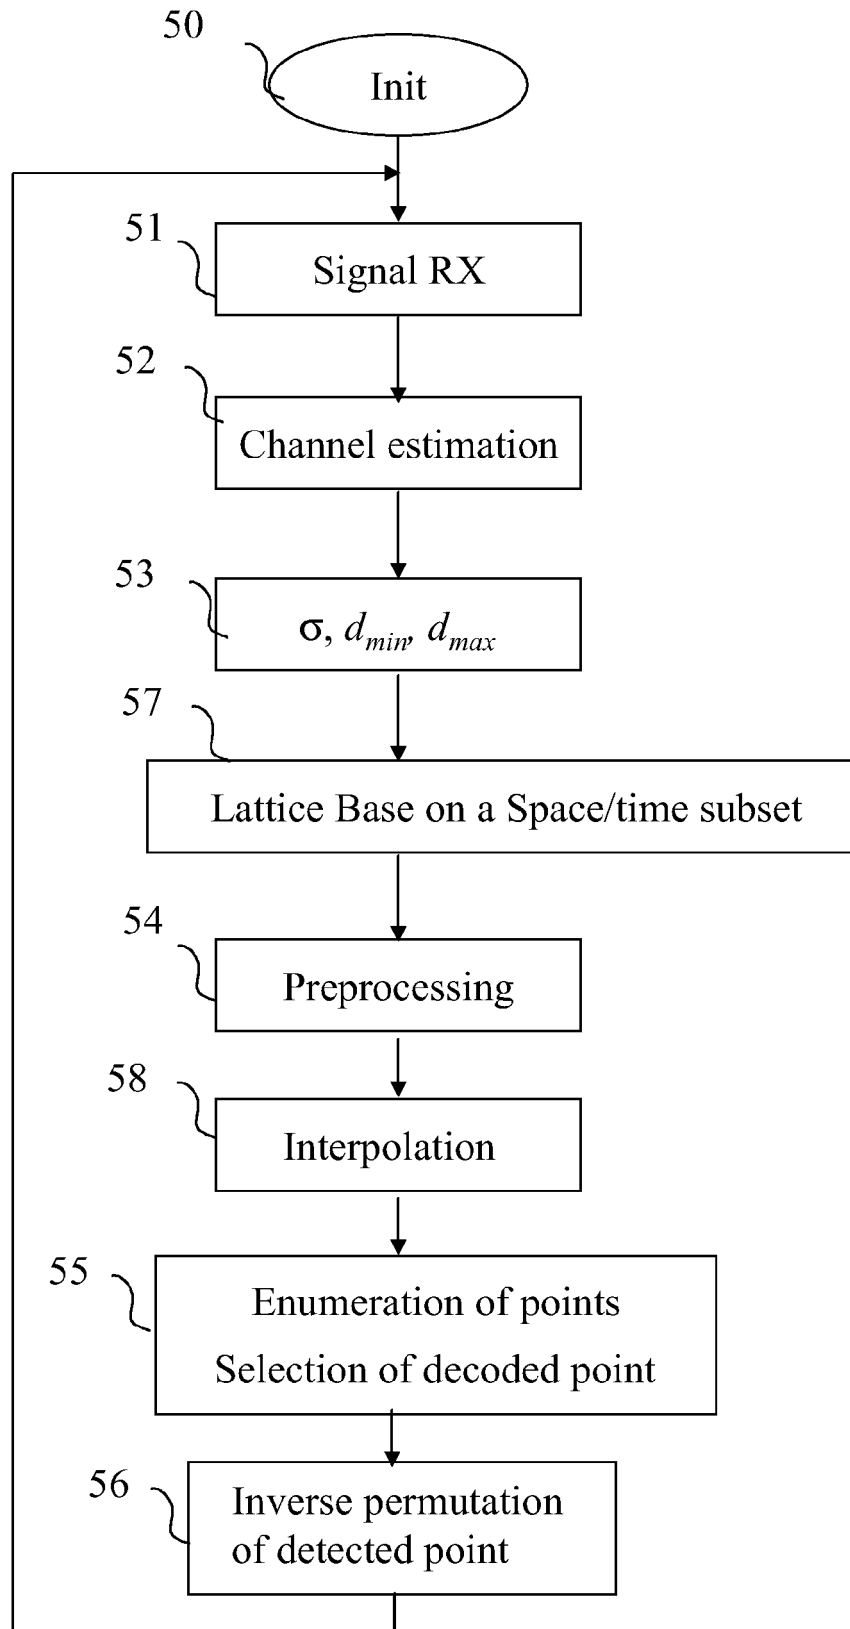 50
Init
51
Signal RX
52
Channel estimation
53
σ, dmin, dmax
57
Lattice Base on a Space/time subset
54
Preprocessing
58
Interpolation
55
Enumeration of points
Selection of decoded point
56
Inverse permutation
of detected point